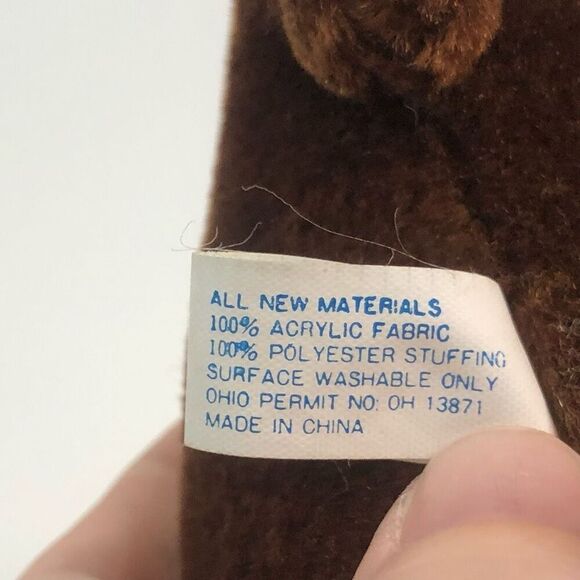 ALL NEW MATERIALS
100% ACRYLIC FABRIC
100% POLYESTER STUFFING
SURFACE WASHABLE ONLY
OHIO PERMIT NO: OH 13871
MADE IN CHINA